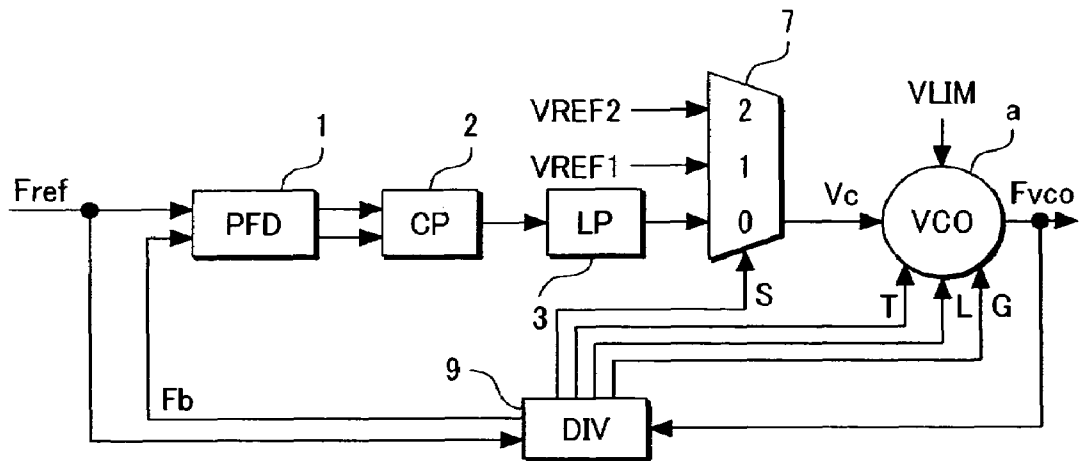 7
VLIM
VREF2
2
a
1
2
VREF1
1
Fref
Vc
Fvco
PFD
CP
LP
0
VCO
3
S
T
L
G
9
Fb
DIV